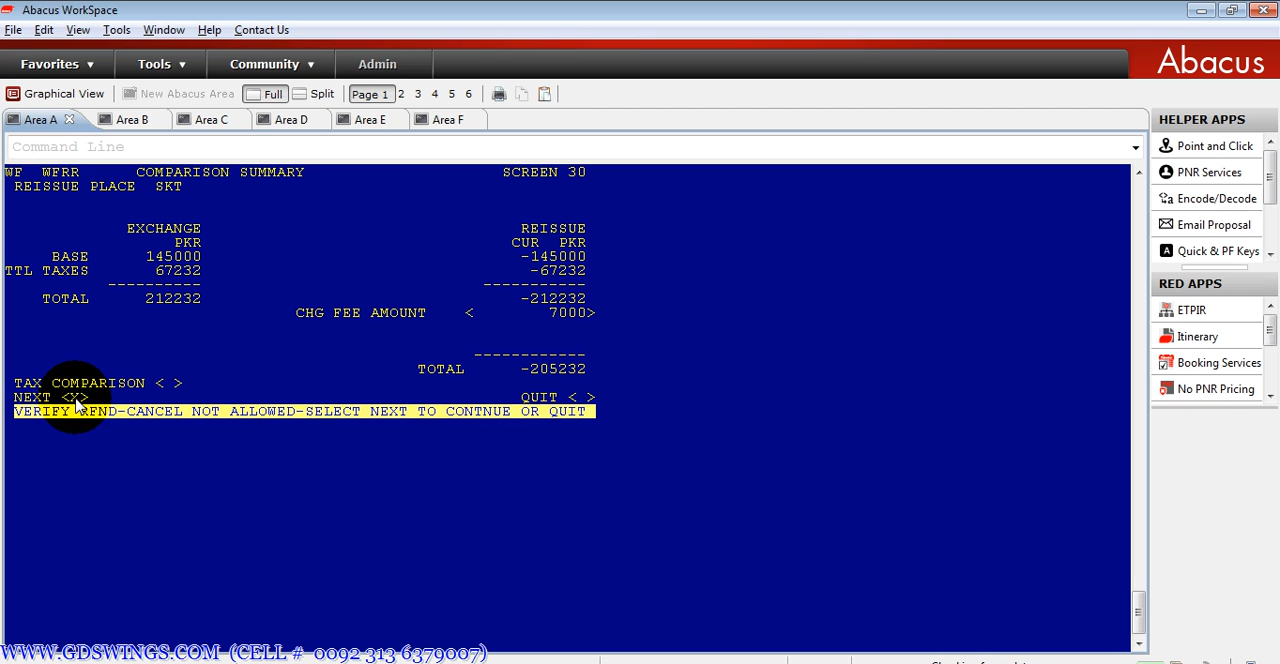 Abacus WorkSpace
File Edit View Tools Window Help Contact Us
Favorites Tools Community Admin Abacus
Graphical View New Abacus Area Full Split Page 1 2 3 4 5 6
Area A Area B Area C Area D Area E Area F
Command Line
WF WFRR COMPARISON SUMMARY SCREEN 30
REISSUE PLACE SKT
EXCHANGE REISSUE
PKR CUR PKR
BASE 145000 -145000
TTL TAXES 67232 -67232
---------- -----------
TOTAL 212232 -212232
CHG FEE AMOUNT < 7000>
------------
TOTAL -205232
TAX COMPARISON < >
NEXT <X> QUIT < >
VERIFY RFND-CANCEL NOT ALLOWED-SELECT NEXT TO CONTNUE OR QUIT
HELPER APPS
Point and Click
PNR Services
Encode/Decode
Email Proposal
Quick & PF Keys
RED APPS
ETPIR
Itinerary
Booking Services
No PNR Pricing
WWW.GDSWINGS.COM (CELL # 0092 313 6375007)